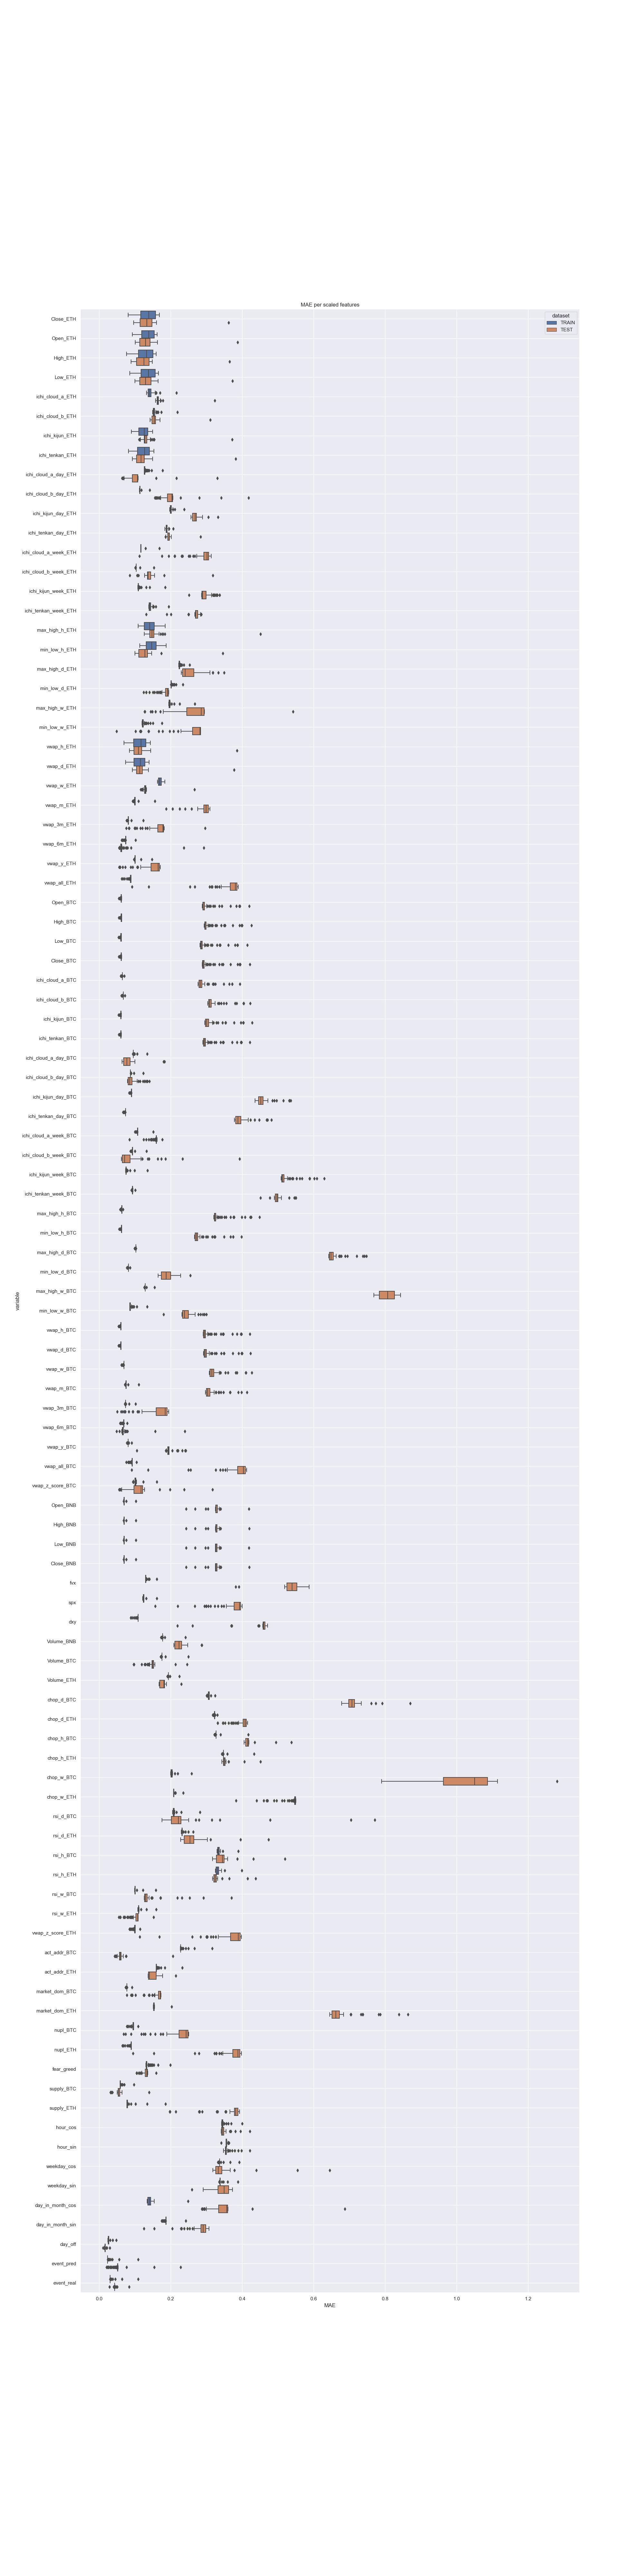 MAE per scaled features
dataset
TRAIN
TEST
Close_ETH
Open_ETH
High_ETH
Low_ETH
ichi_cloud_a_ETH
ichi_cloud_b_ETH
ichi_kijun_ETH
ichi_tenkan_ETH
ichi_cloud_a_day_ETH
ichi_cloud_b_day_ETH
ichi_kijun_day_ETH
ichi_tenkan_day_ETH
ichi_cloud_a_week_ETH
ichi_cloud_b_week_ETH
ichi_kijun_week_ETH
ichi_tenkan_week_ETH
max_high_h_ETH
min_low_h_ETH
max_high_d_ETH
min_low_d_ETH
max_high_w_ETH
min_low_w_ETH
vwap_h_ETH
vwap_d_ETH
vwap_w_ETH
vwap_m_ETH
vwap_3m_ETH
vwap_6m_ETH
vwap_y_ETH
vwap_all_ETH
Open_BTC
High_BTC
Low_BTC
Close_BTC
ichi_cloud_a_BTC
ichi_cloud_b_BTC
ichi_kijun_BTC
ichi_tenkan_BTC
ichi_cloud_a_day_BTC
ichi_cloud_b_day_BTC
ichi_kijun_day_BTC
ichi_tenkan_day_BTC
ichi_cloud_a_week_BTC
ichi_cloud_b_week_BTC
ichi_kijun_week_BTC
ichi_tenkan_week_BTC
max_high_h_BTC
min_low_h_BTC
max_high_d_BTC
min_low_d_BTC
max_high_w_BTC
variable
min_low_w_BTC
vwap_h_BTC
vwap_d_BTC
vwap_w_BTC
vwap_m_BTC
vwap_3m_BTC
vwap_6m_BTC
vwap_y_BTC
vwap_all_BTC
vwap_z_score_BTC
Open_BNB
High_BNB
Low_BNB
Close_BNB
spx
dxy
Volume_BNB
Volume_BTC
Volume_ETH
chop_d_BTC
chop_d_ETH
chop_h_BTC
chop_h_ETH
chop_w_BTC
chop_w_ETH
rsi_d_BTC
rsi_d_ETH
rsi_h_BTC
rsi_h_ETH
rsi_w_BTC
rsi_w_ETH
vwap_z_score_ETH
act_addr_BTC
act_addr_ETH
market_dom_BTC
market_dom_ETH
nupl_BTC
nupl_ETH
fear_greed
supply_BTC
supply_ETH
hour_cos
hour_sin
weekday_cos
weekday_sin
day_in_month_cos
day_in_month_sin
day_off
event_pred
event_real
0.0 0.2 0.4 0.6 0.8 1.0 1.2
MAE